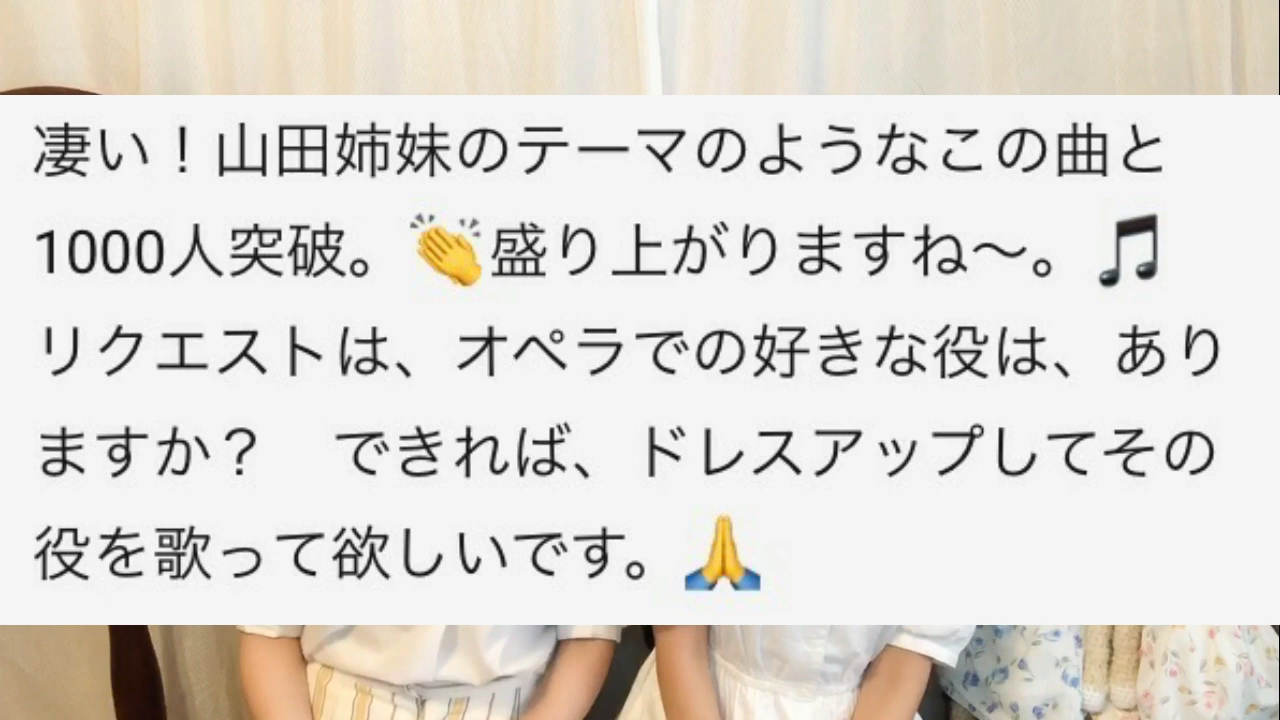 凄い！山田姉妹のテーマのようなこの曲と
1000人突破。👏盛り上がりますね〜。🎵
リクエストは、オペラでの好きな役は、あり
ますか？　できれば、ドレスアップしてその
役を歌って欲しいです。🙏